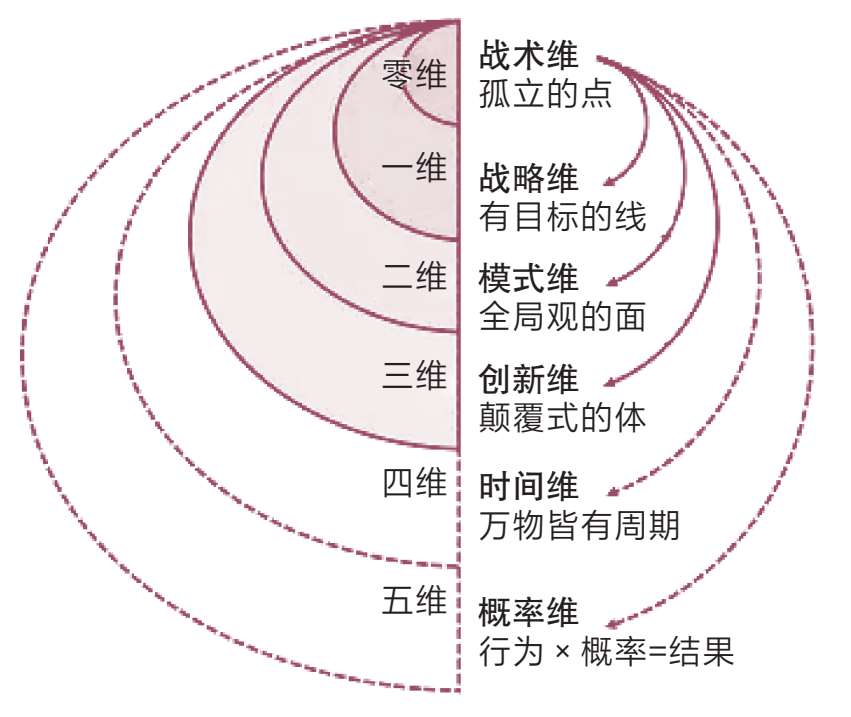 零维
战术维
孤立的点
一维
战略维
有目标的线
二维
模式维
全局观的面
三维
创新维
颠覆式的体
四维
时间维
万物皆有周期
五维
概率维
行为 × 概率=结果